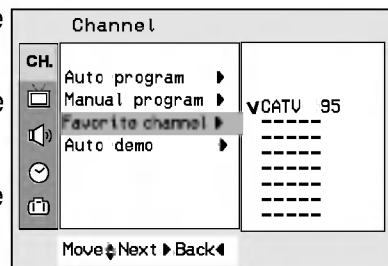 Channel
CH.
Auto program
Manual program
Favorite channel
Auto demo
CATV 95
-----
-----
-----
-----
-----
-----
-----
Move Next Back